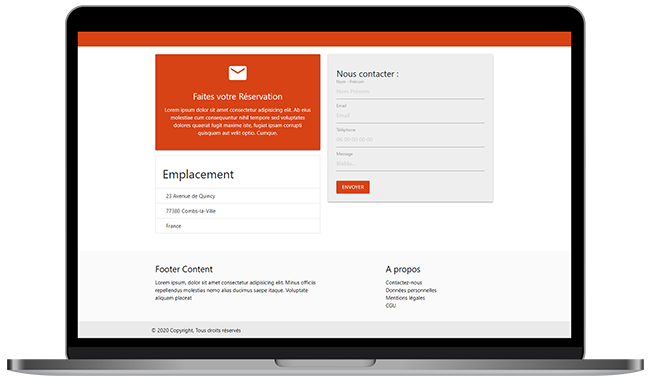 Faites votre Réservation
Lorem ipsum dolor sit amet consectetur adipisicing elit. Ab eius
molestiae cum consequuntur nihil tempore sed voluptates
dolores quaerat fugit maxime iste, fugiat ipsam corrupti
quisquam aut velit optio. Cumque.
Emplacement
23 Avenue de Quincy
77380 Combs-la-Ville
France
Nous contacter :
Nom - Prénom
Nom Prénom
Email
Email
Téléphone
00 00 00 00 00
Message
ENVOYER
Footer Content
Lorem ipsum, dolor sit amet consectetur adipisicing elit. Minus officiis
repellendus molestias nemo alias ducimus saepe itaque. Voluptate
aliquam placeat
A propos
Contactez-nous
Données personnelles
Mentions légales
CGU
© 2020 Copyright, Tous droits réservés